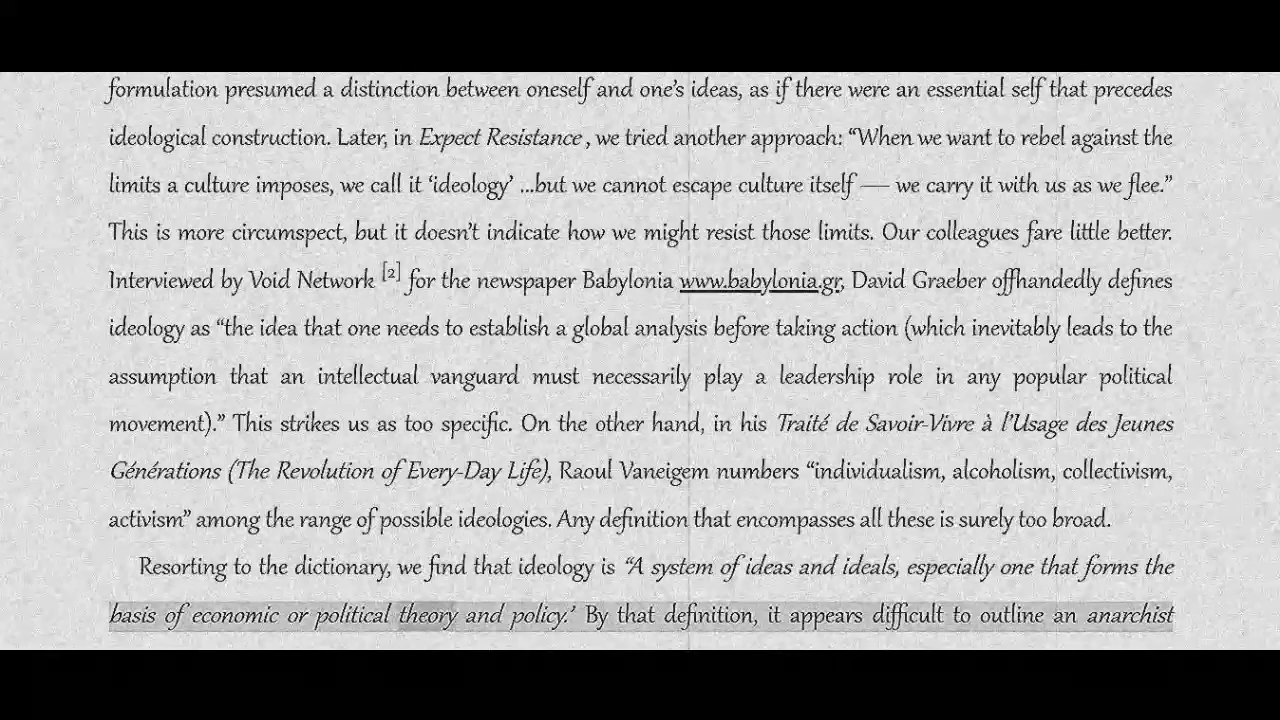 formulation presumed a distinction between oneself and one's ideas, as if there were an essential self that precedes
ideological construction. Later, in Expect Resistance , we tried another approach: “When we want to rebel against the
limits a culture imposes, we call it ‘ideology’ ...but we cannot escape culture itself — we carry it with us as we flee.”
This is more circumspect, but it doesn't indicate how we might resist those limits. Our colleagues fare little better.
Interviewed by Void Network [2] for the newspaper Babylonia www.babylonia.gr, David Graeber offhandedly defines
ideology as “the idea that one needs to establish a global analysis before taking action (which inevitably leads to the
assumption that an intellectual vanguard must necessarily play a leadership role in any popular political
movement).” This strikes us as too specific. On the other hand, in his Traité de Savoir-Vivre à l'Usage des Jeunes
Générations (The Revolution of Every-Day Life), Raoul Vaneigem numbers “individualism, alcoholism, collectivism,
activism” among the range of possible ideologies. Any definition that encompasses all these is surely too broad.
Resorting to the dictionary, we find that ideology is “A system of ideas and ideals, especially one that forms the
basis of economic or political theory and policy.’ By that definition, it appears difficult to outline an anarchist